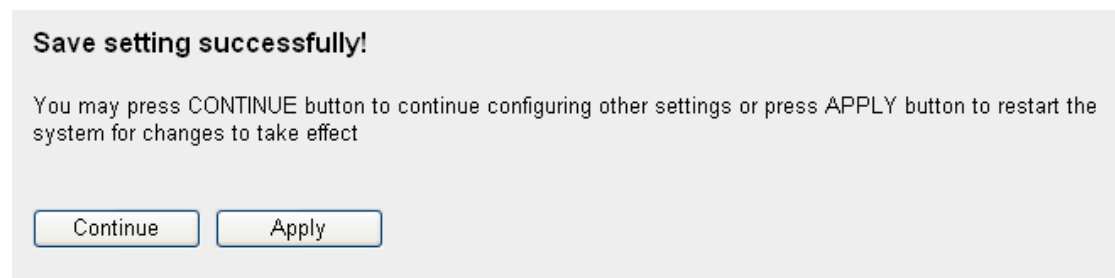 Save setting successfully!
You may press CONTINUE button to continue configuring other settings or press APPLY button to restart the
system for changes to take effect
Continue
Apply